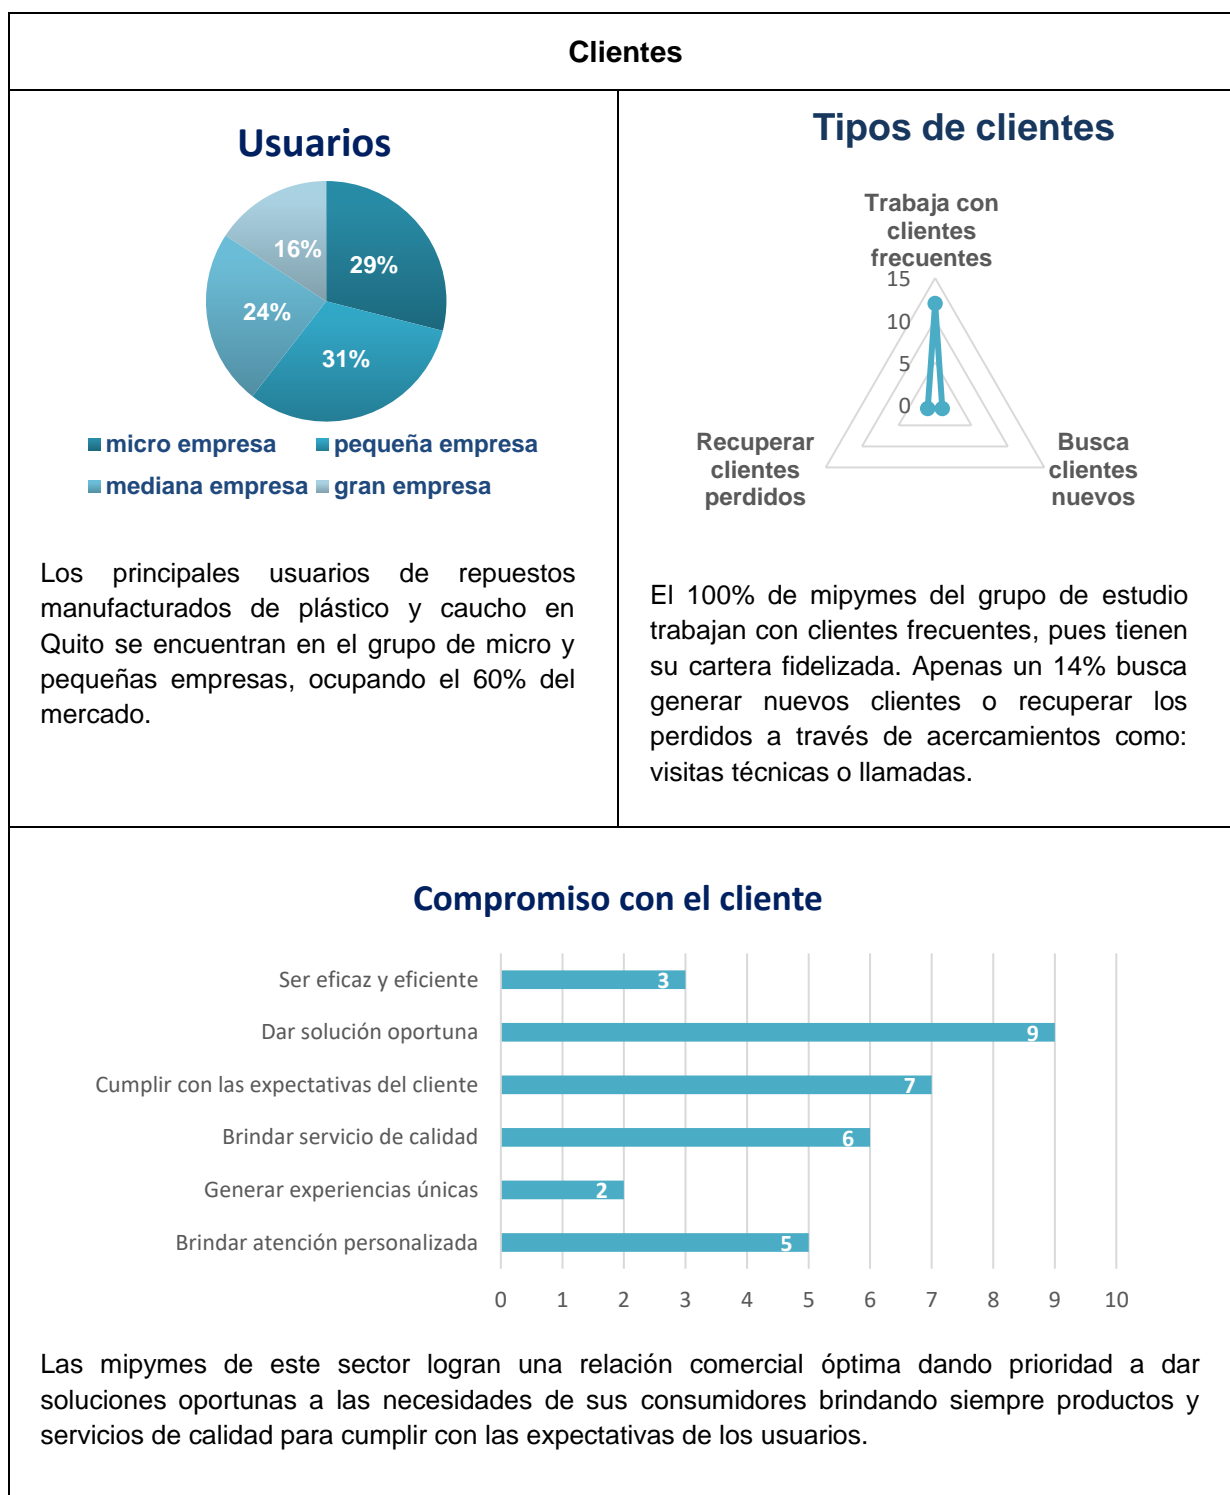 Clientes
Usuarios
16%
29%
24%
31%
micro empresa
pequeña empresa
mediana empresa
gran empresa
Los principales usuarios de repuestos
manufacturados de plástico y caucho en
Quito se encuentran en el grupo de micro y
pequeñas empresas, ocupando el 60% del
mercado.
Tipos de clientes
Trabaja con
clientes
frecuentes
15
10
5
0
Recuperar
clientes
perdidos
Busca
clientes
nuevos
El 100% de mipymes del grupo de estudio
trabajan con clientes frecuentes, pues tienen
su cartera fidelizada. Apenas un 14% busca
generar nuevos clientes o recuperar los
perdidos a través de acercamientos como:
visitas técnicas o llamadas.
Compromiso con el cliente
Ser eficaz y eficiente 3
Dar solución oportuna 9
Cumplir con las expectativas del cliente 7
Brindar servicio de calidad 6
Generar experiencias únicas 2
Brindar atención personalizada 5
0 1 2 3 4 5 6 7 8 9 10
Las mipymes de este sector logran una relación comercial óptima dando prioridad a dar
soluciones oportunas a las necesidades de sus consumidores brindando siempre productos y
servicios de calidad para cumplir con las expectativas de los usuarios.